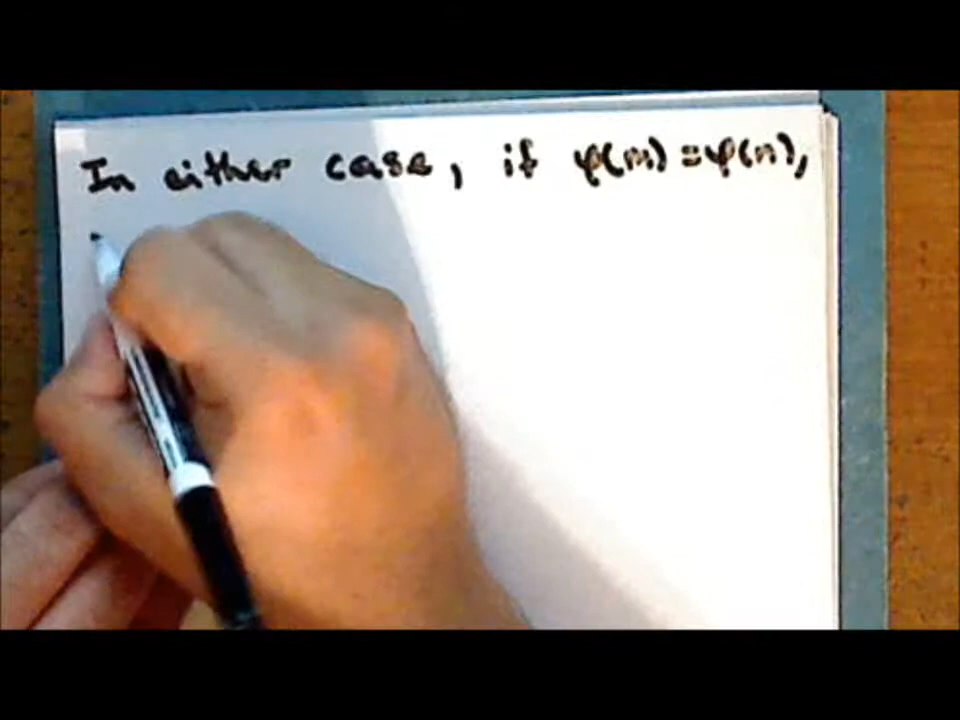 In either case, if φ(m)=φ(n),